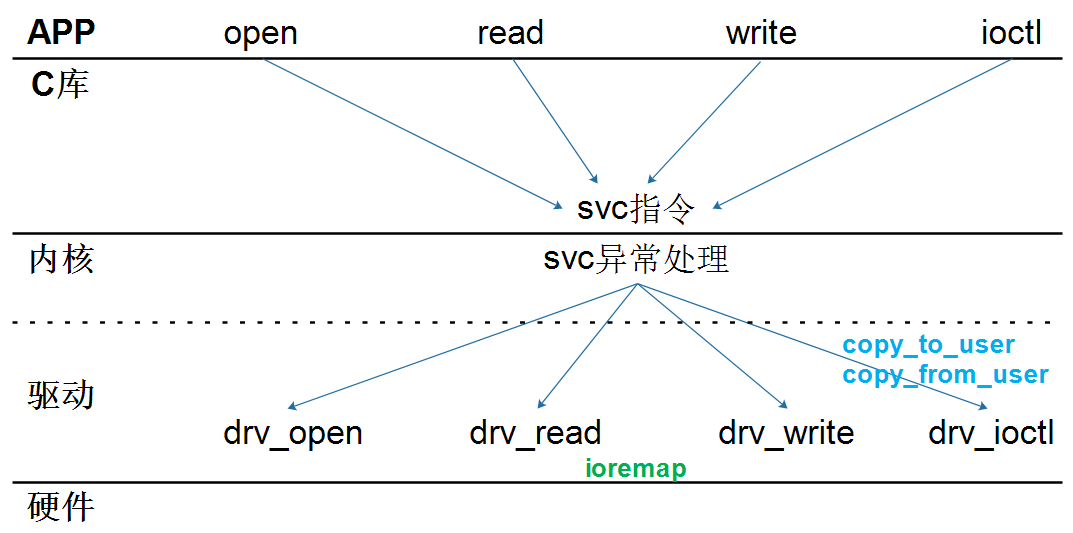 APP open read write ioctl
C库
svc指令
内核 svc异常处理
copy_to_user
copy_from_user
驱动
drv_open drv_read drv_write drv_ioctl
ioremap
硬件